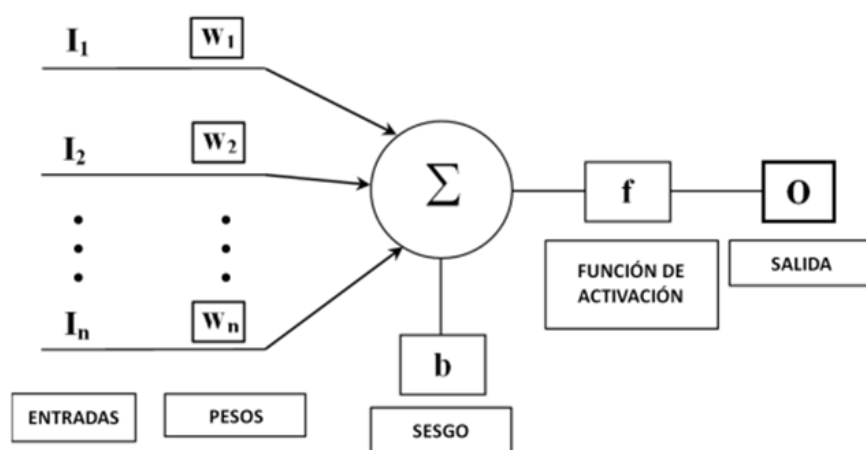 I₁
W₁
I₂
W₂
Σ
f
O
FUNCIÓN DE
ACTIVACIÓN
SALIDA
Iₙ
Wₙ
b
ENTRADAS
PESOS
SESGO